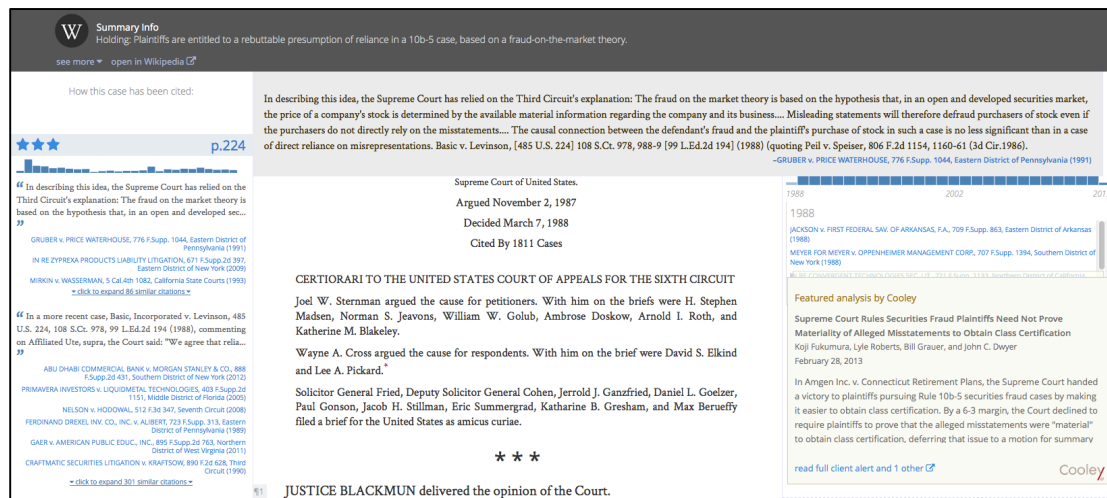 W
Summary Info
Holding: Plaintiffs are entitled to a rebuttable presumption of reliance in a 10b-5 case, based on a fraud-on-the-market theory.
see more ▾ open in Wikipedia
How this case has been cited:
p.224
“ In describing this idea, the Supreme Court has relied on the
Third Circuit's explanation: The fraud on the market theory is
based on the hypothesis that, in an open and developed sec...
”
GRUBER v. PRICE WATERHOUSE, 776 F.Supp. 1044, Eastern District of
Pennsylvania (1991)
IN RE ZYPREXA PRODUCTS LIABILITY LITIGATION, 671 F.Supp.2d 397,
Eastern District of New York (2009)
MIRKIN v. WASSERMAN, 5 Cal.4th 1082, California State Courts (1993)
▾ click to expand 86 similar citations ▾
“ In a more recent case, Basic, Incorporated v. Levinson, 485
U.S. 224, 108 S.Ct. 978, 99 L.Ed.2d 194 (1988), commenting
on Affiliated Ute, supra, the Court said: "We agree that relia...
”
ABU DHABI COMMERCIAL BANK v. MORGAN STANLEY & CO., 888
F.Supp.2d 431, Southern District of New York (2012)
PRIMAVERA INVESTORS v. LIQUIDMETAL TECHNOLOGIES, 403 F.Supp.2d
1151, Middle District of Florida (2005)
NELSON v. HODOWAL, 512 F.3d 347, Seventh Circuit (2008)
FERDINAND DREXEL INV. CO., INC. v. ALIBERT, 723 F.Supp. 313, Eastern
District of Pennsylvania (1989)
GAER v. AMERICAN PUBLIC EDUC., INC., 895 F.Supp.2d 763, Northern
District of West Virginia (2011)
CRAFTMATIC SECURITIES LITIGATION v. KRAFTSOW, 890 F.2d 628, Third
Circuit (1990)
▾ click to expand 301 similar citations ▾
In describing this idea, the Supreme Court has relied on the Third Circuit's explanation: The fraud on the market theory is based on the hypothesis that, in an open and developed securities market,
the price of a company's stock is determined by the available material information regarding the company and its business.... Misleading statements will therefore defraud purchasers of stock even if
the purchasers do not directly rely on the misstatements.... The causal connection between the defendant's fraud and the plaintiff's purchase of stock in such a case is no less significant than in a case
of direct reliance on misrepresentations. Basic v. Levinson, [485 U.S. 224] 108 S.Ct. 978, 988-9 [99 L.Ed.2d 194] (1988) (quoting Peil v. Speiser, 806 F.2d 1154, 1160-61 (3d Cir.1986).
–GRUBER v. PRICE WATERHOUSE, 776 F.Supp. 1044, Eastern District of Pennsylvania (1991)
Supreme Court of United States.
Argued November 2, 1987
Decided March 7, 1988
Cited By 1811 Cases
CERTIORARI TO THE UNITED STATES COURT OF APPEALS FOR THE SIXTH CIRCUIT
Joel W. Sternman argued the cause for petitioners. With him on the briefs were H. Stephen
Madsen, Norman S. Jeavons, William W. Golub, Ambrose Doskow, Arnold I. Roth, and
Katherine M. Blakeley.
Wayne A. Cross argued the cause for respondents. With him on the brief were David S. Elkind
and Lee A. Pickard.*
Solicitor General Fried, Deputy Solicitor General Cohen, Jerrold J. Ganzfried, Daniel L. Goelzer,
Paul Gonson, Jacob H. Stillman, Eric Summergrad, Katharine B. Gresham, and Max Berueffy
filed a brief for the United States as amicus curiae.
* * *
¶1 JUSTICE BLACKMUN delivered the opinion of the Court.
1988 2002 201
1988
JACKSON v. FIRST FEDERAL SAV. OF ARKANSAS, F.A., 709 F.Supp. 863, Eastern District of Arkansas
(1988)
MEYER FOR MEYER v. OPPENHEIMER MANAGEMENT CORP., 707 F.Supp. 1394, Southern District of
New York (1988)
Featured analysis by Cooley
Supreme Court Rules Securities Fraud Plaintiffs Need Not Prove
Materiality of Alleged Misstatements to Obtain Class Certification
Koji Fukumura, Lyle Roberts, Bill Grauer, and John C. Dwyer
February 28, 2013
In Amgen Inc. v. Connecticut Retirement Plans, the Supreme Court handed
a victory to plaintiffs pursuing Rule 10b-5 securities fraud cases by making
it easier to obtain class certification. By a 6-3 margin, the Court declined to
require plaintiffs to prove that the alleged misstatements were "material"
to obtain class certification, deferring that issue to a motion for summary
read full client alert and 1 other
Cooley